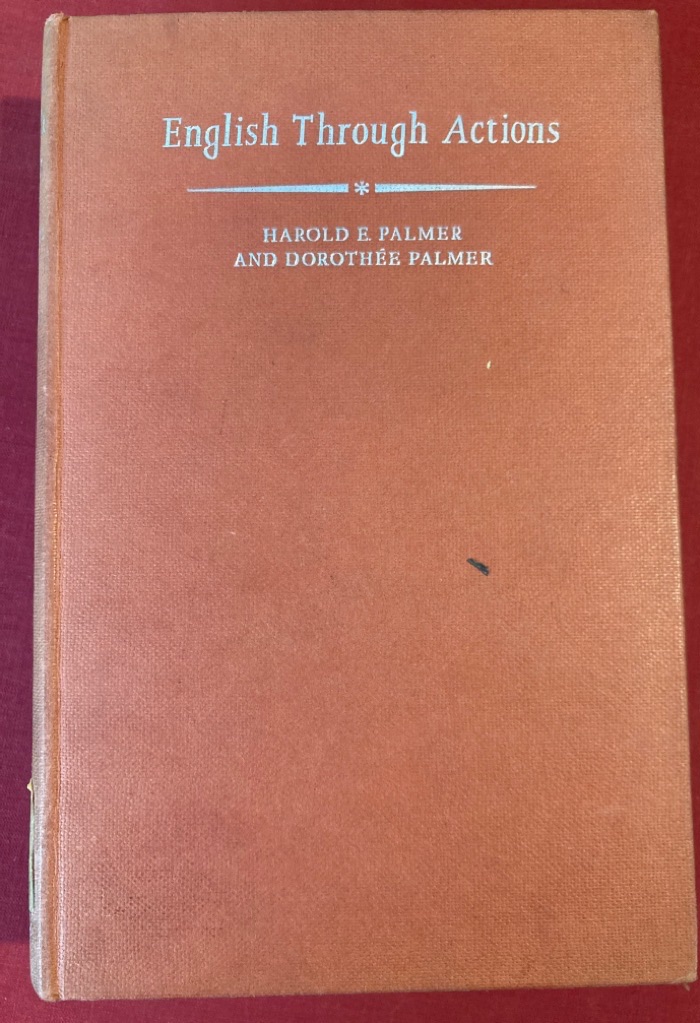 English Through Actions
*
HAROLD E. PALMER
AND DOROTHÉE PALMER